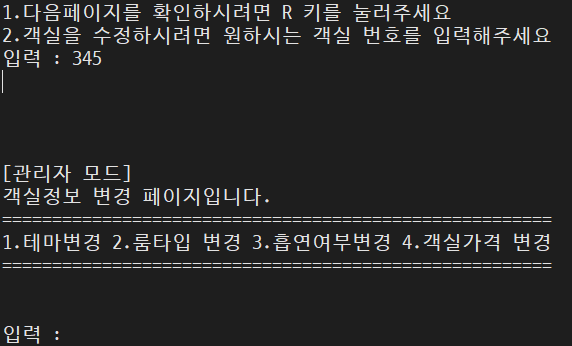 1.다음페이지를 확인하시려면 R 키를 눌러주세요
2.객실을 수정하시려면 원하시는 객실 번호를 입력해주세요
입력 : 345
[관리자 모드]
객실정보 변경 페이지입니다.
=======================================================
1.테마변경 2.룸타입 변경 3.흡연여부변경 4.객실가격 변경
=======================================================
입력 :